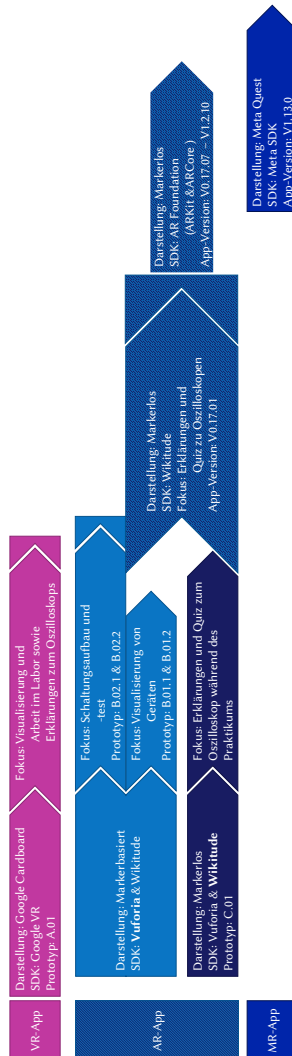 VR-App
Darstellung: Google Cardboard
SDK: Google VR
Prototyp: A.01
Fokus: Visualisierung und
Arbeit im Labor sowie
Erklärungen zum Oszilloskops
AR-App
Darstellung: Markerbasiert
SDK: Vuforia & Wikitude
Fokus: Schaltungsaufbau und
-test
Prototyp: B.02.1 & B.02.2
Fokus: Visualisierung von
Geräten
Prototyp: B.01.1 & B.01.2
Darstellung: Markerlos
SDK: Vuforia & Wikitude
Prototyp: C.01
Fokus: Erklärungen und Quiz zum
Oszilloskop während des
Praktikums
Darstellung: Markerlos
SDK: Wikitude
Fokus: Erklärungen und
Quiz zu Oszilloskopen
App-Version: V0.17.01
Darstellung: Markerlos
SDK: AR Foundation
(ARKit &ARCore )
App-Version: V0.17.07 – V1.2.10
MR-App
Darstellung: Meta Quest
SDK: Meta SDK
App-Version: V1.13.0